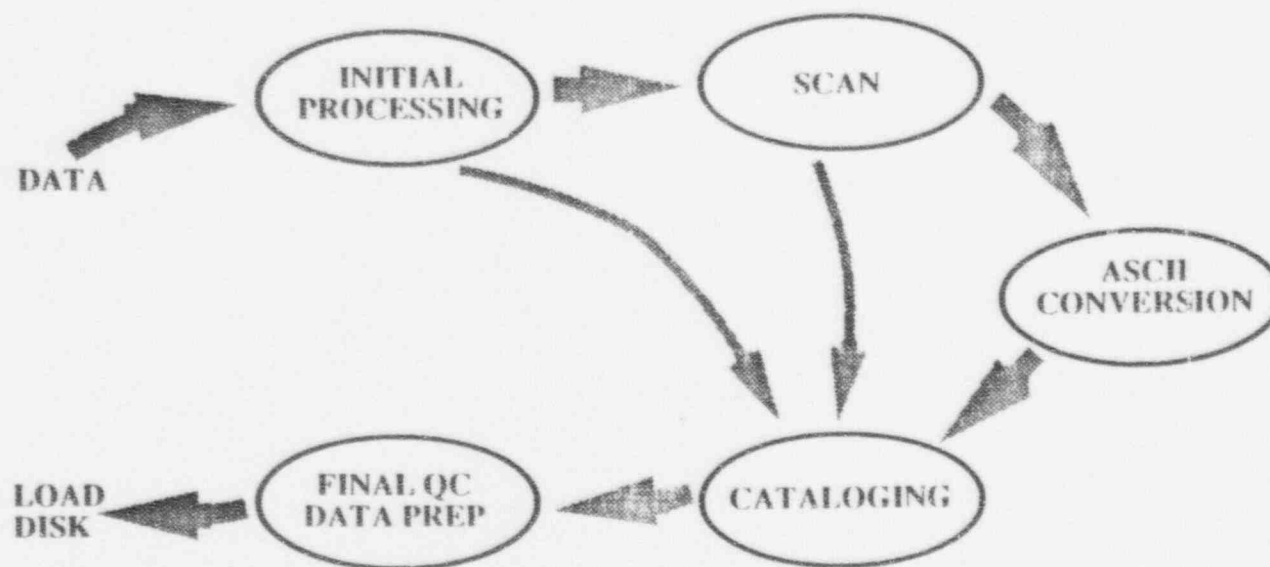 DATA
INITIAL
PROCESSING
SCAN
ASCII
CONVERSION
CATALOGING
FINAL QC
DATA PREP
LOAD
DISK